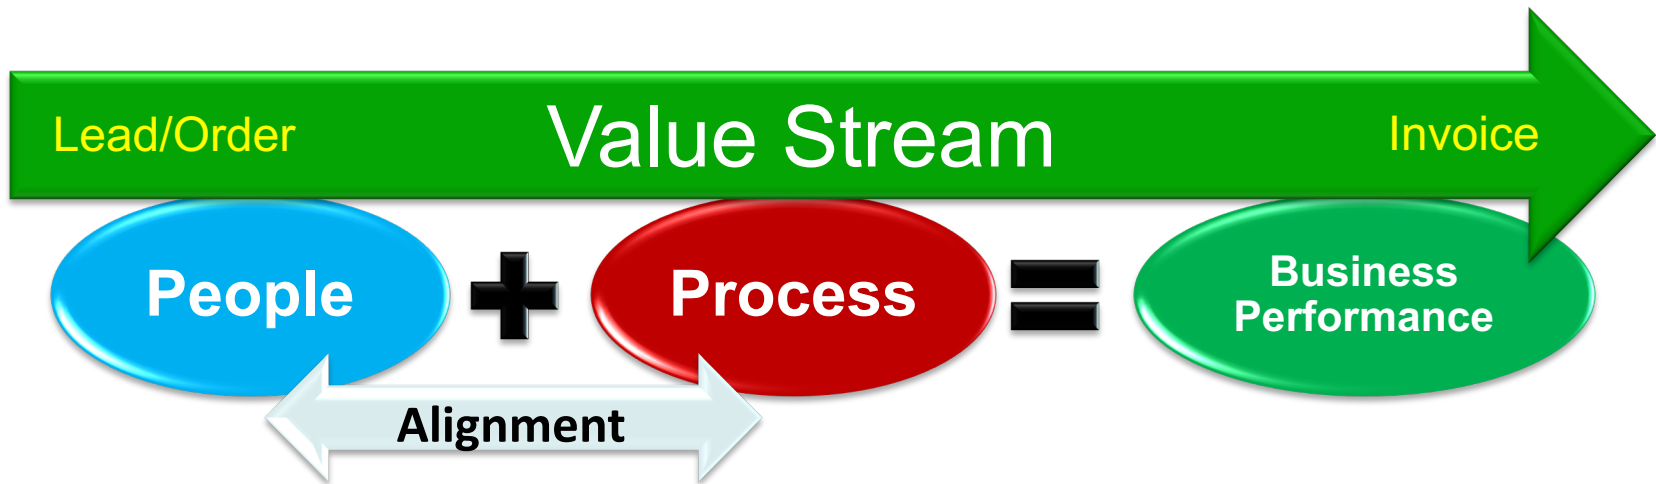 Lead/Order Value Stream Invoice
People + Process = Business
Performance
Alignment